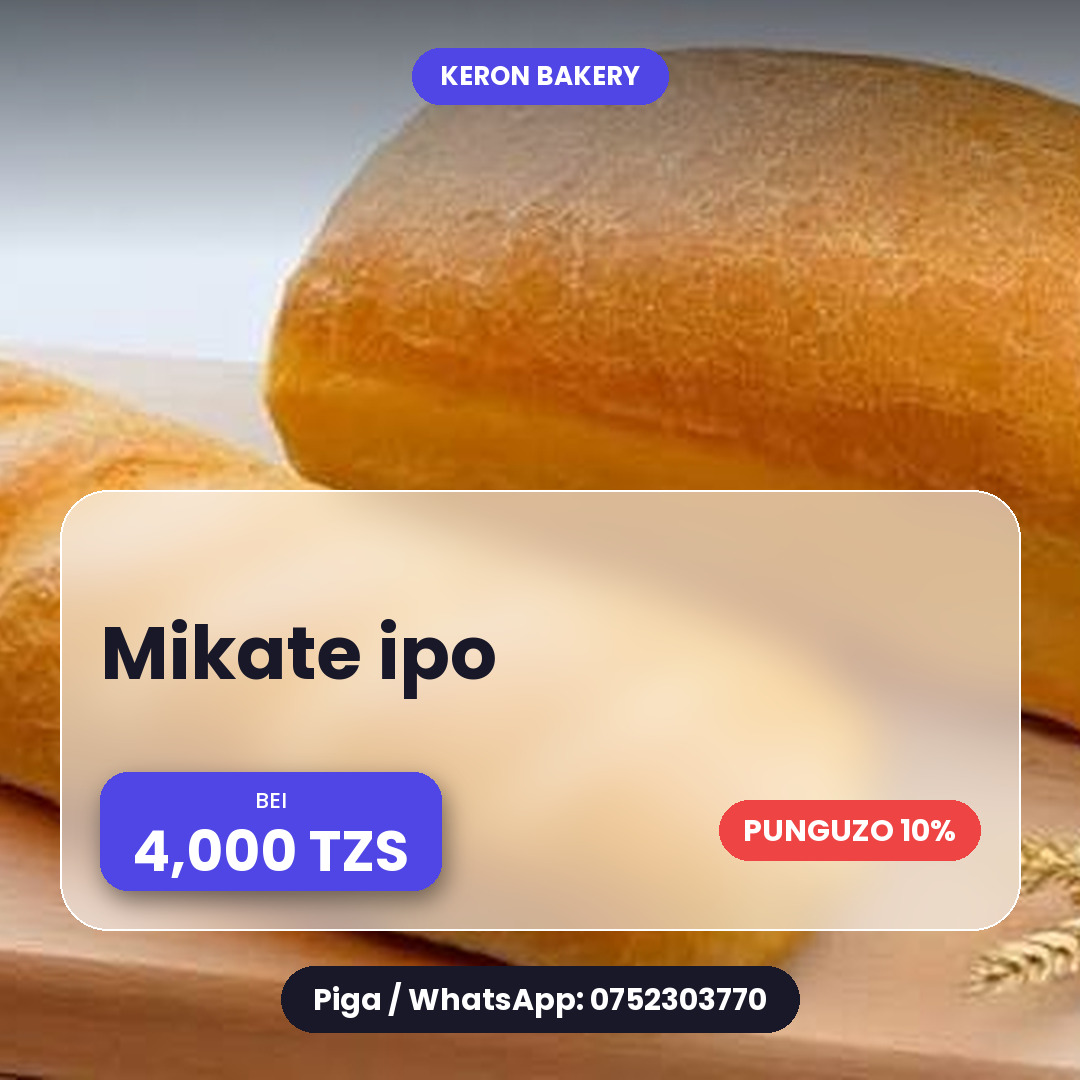 KERON BAKERY
Mikate ipo
BEI
4,000 TZS
PUNGUZO 10%
Piga / WhatsApp: 0752303770